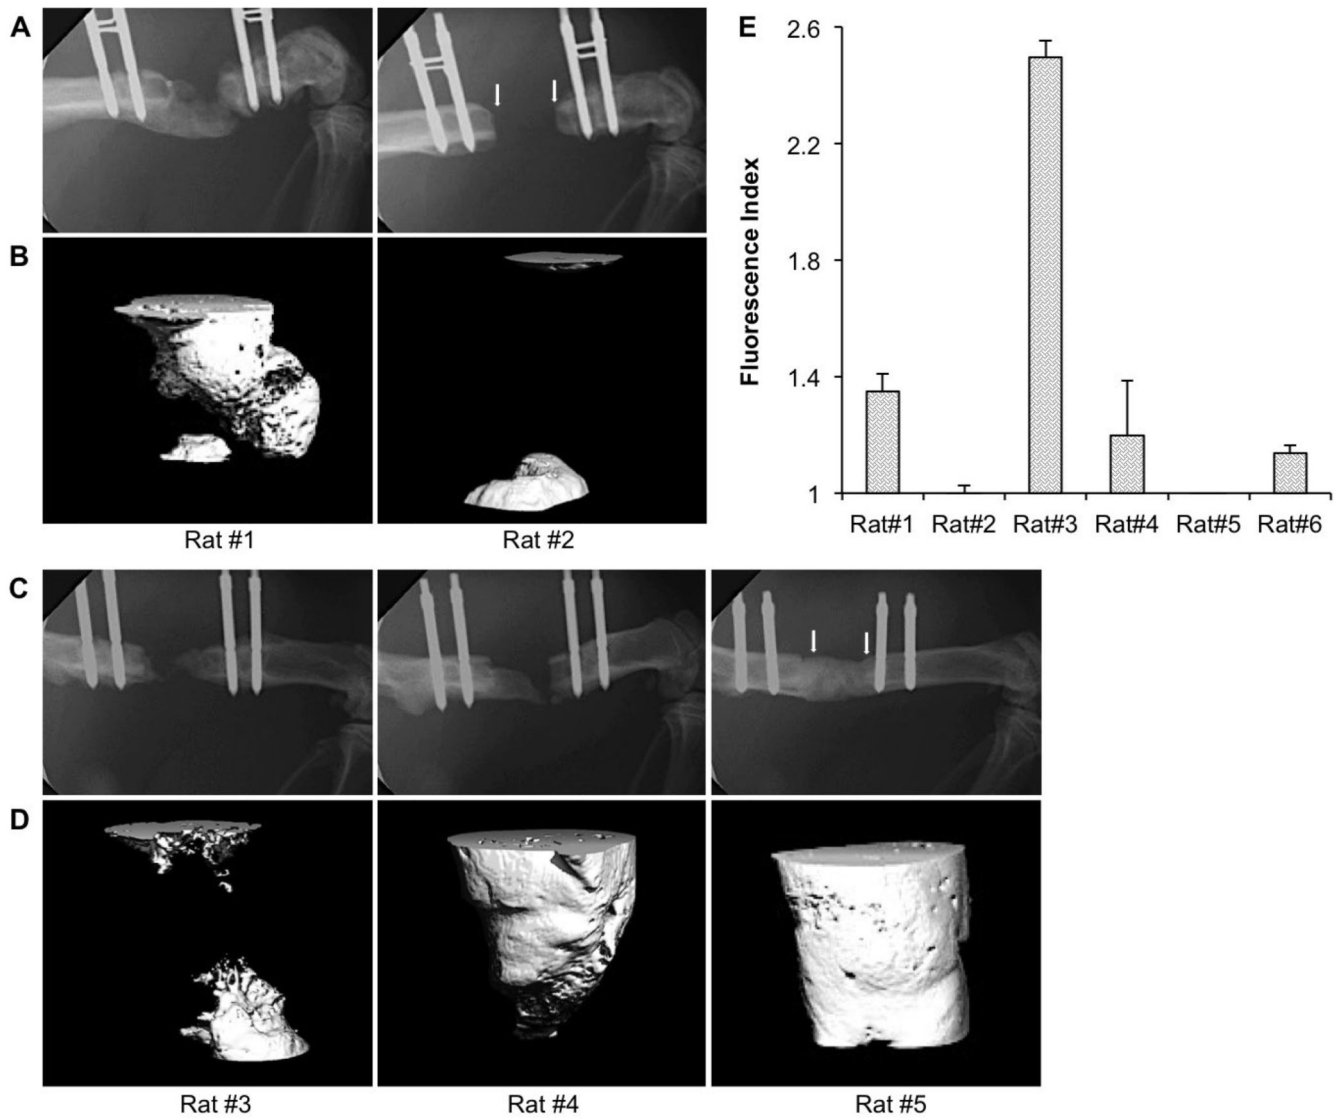 A
B
Rat #1
Rat #2
C
D
Rat #3
Rat #4
Rat #5
E
Fluorescence Index
2.6
2.2
1.8
1.4
1
Rat#1 Rat#2 Rat#3 Rat#4 Rat#5 Rat#6